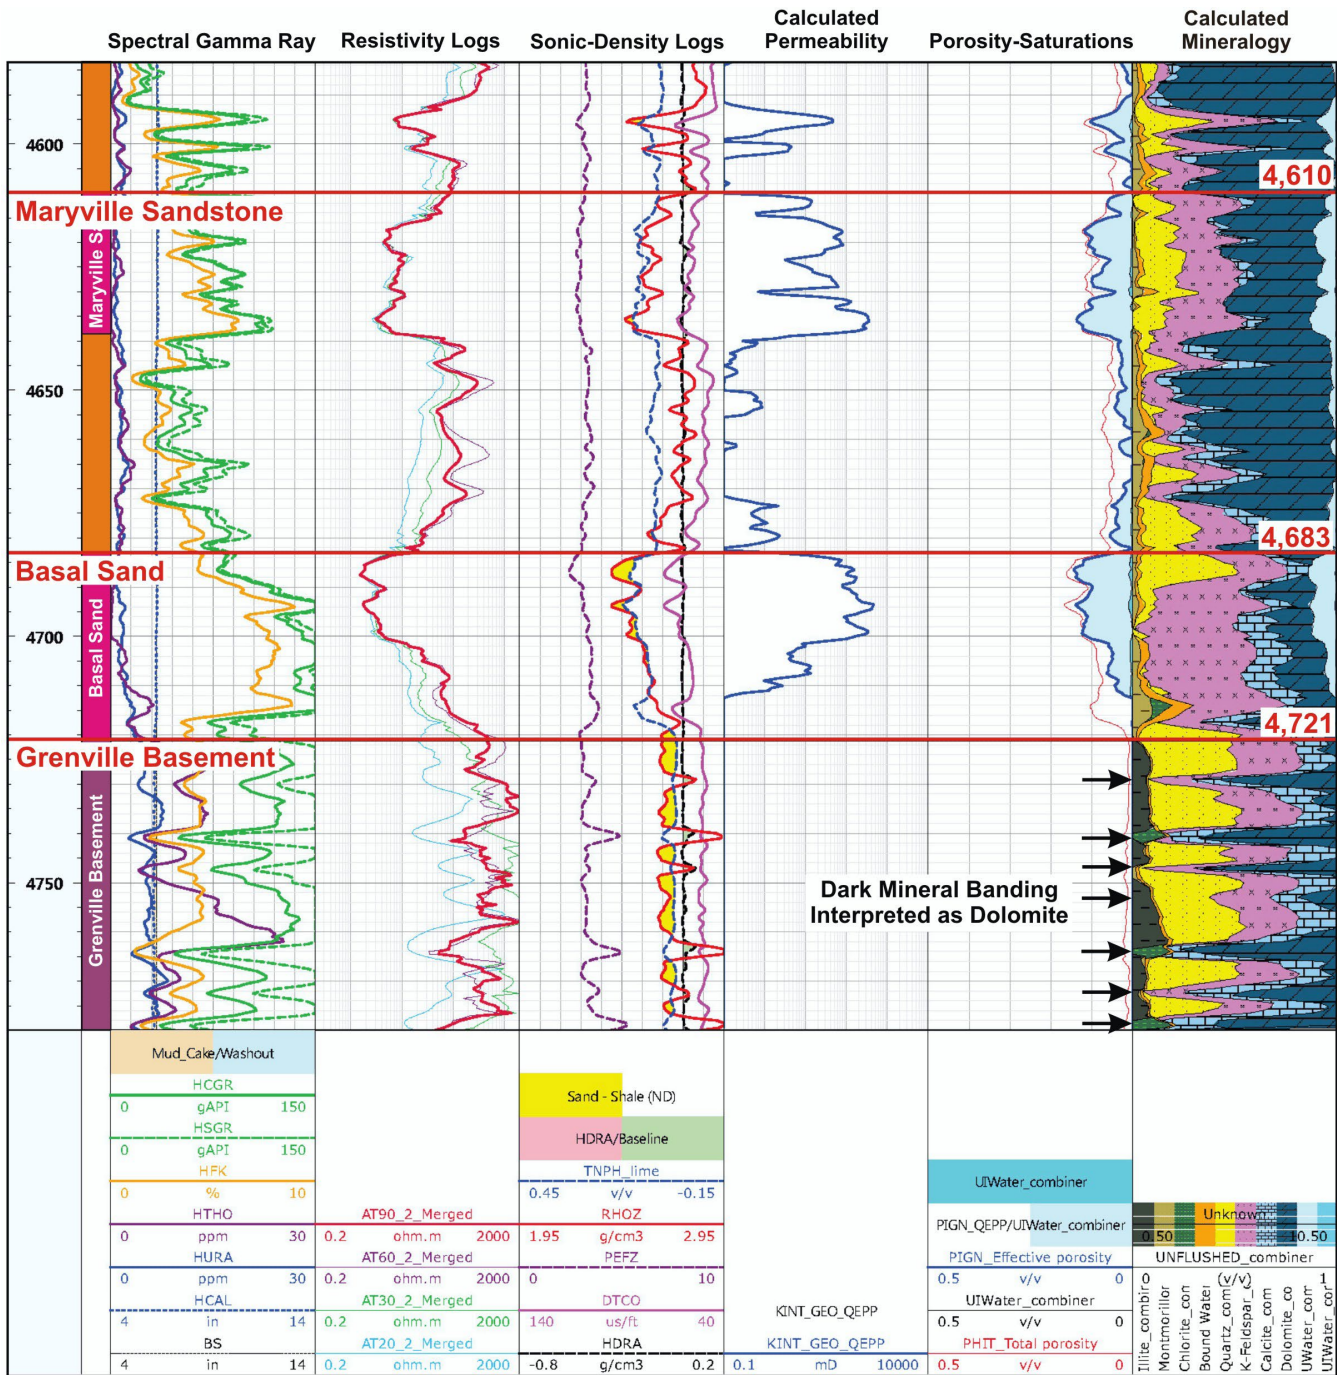 Spectral Gamma Ray
Resistivity Logs
Sonic-Density Logs
Calculated
Permeability
Porosity-Saturations
Calculated
Mineralogy
4600
4,610
Maryville Sandstone
Maryville Sa
4650
4,683
Basal Sand
Basal Sand
4700
4,721
Grenville Basement
Grenville Basement
4750
Dark Mineral Banding
Interpreted as Dolomite
Mud_Cake/Washout
HCGR
0 gAPI 150
HSGR
0 gAPI 150
HFK
0 % 10
HTHO
0 ppm 30
HURA
0 ppm 30
HCAL
4 in 14
BS
4 in 14
AT90_2_Merged
0.2 ohm.m 2000
AT60_2_Merged
0.2 ohm.m 2000
AT30_2_Merged
0.2 ohm.m 2000
AT20_2_Merged
0.2 ohm.m 2000
Sand - Shale (ND)
HDRA/Baseline
TNPH_lime
0.45 v/v -0.15
RHOZ
1.95 g/cm3 2.95
PEFZ
0 10
DTCO
140 us/ft 40
HDRA
-0.8 g/cm3 0.2
KINT_GEO_QEPP
KINT_GEO_QEPP
0.1 mD 10000
UIWater_combiner
PIGN_QEPP/UIWater_combiner
PIGN_Effective porosity
0.5 v/v 0
UIWater_combiner
0.5 v/v 0
PHIT_Total porosity
0.5 v/v 0
Unknow
0.50 10.50
UNFLUSHED_combiner
0 (v/v) 1
Illite_combir
Montmorillor
Chlorite_con
Bound Water
Quartz_coml
K-Feldspar_c
Calcite_com
Dolomite_co
UWater_com
UIWater_cor